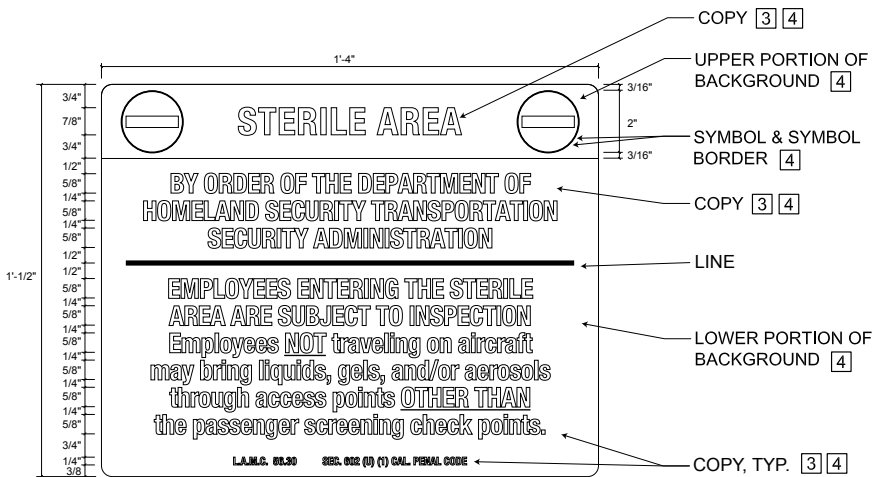 COPY 3 4
1'-4"
UPPER PORTION OF
BACKGROUND 4
3/4"
3/16"
7/8"
STERILE AREA
2"
3/4"
SYMBOL & SYMBOL
BORDER 4
3/16"
1/2"
5/8"
BY ORDER OF THE DEPARTMENT OF
1/4"
COPY 3 4
5/8"
HOMELAND SECURITY TRANSPORTATION
1/4"
5/8"
SECURITY ADMINISTRATION
1/2"
LINE
1'-1/2"
1/2"
5/8"
EMPLOYEES ENTERING THE STERILE
1/4"
5/8"
AREA ARE SUBJECT TO INSPECTION
1/4"
LOWER PORTION OF
BACKGROUND 4
5/8"
Employees NOT traveling on aircraft
1/4"
5/8"
may bring liquids, gels, and/or aerosols
1/4"
5/8"
through access points OTHER THAN
1/4"
5/8"
the passenger screening check points.
3/4"
1/4"
L.A.M.C. 56.30 SEC. 602 (U) (1) CAL. PENAL CODE
COPY, TYP. 3 4
3/8